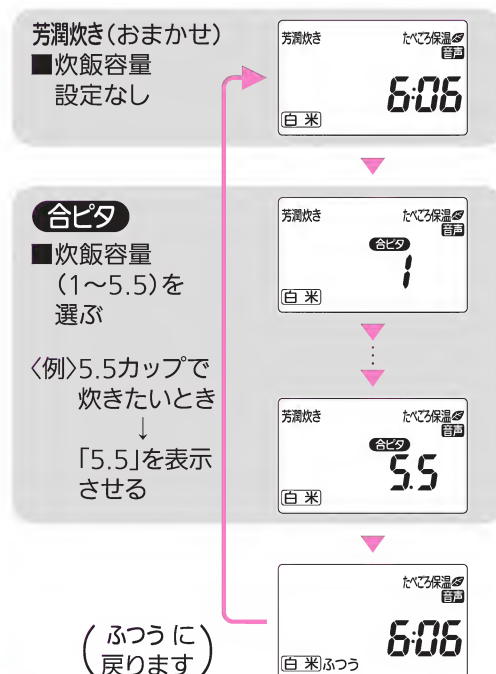 芳潤炊き(おまかせ)
■炊飯容量
設定なし
芳潤炊き たべごろ保温
音声
6:06
白米
合ピタ
■炊飯容量
(1~5.5)を
選ぶ
〈例〉5.5カップで
炊きたいとき
↓
「5.5」を表示
させる
芳潤炊き たべごろ保温
音声
合ピタ
1
白米
芳潤炊き たべごろ保温
音声
合ピタ
5.5
白米
(ふつうに
戻ります)
たべごろ保温
音声
6:06
白米ふつう